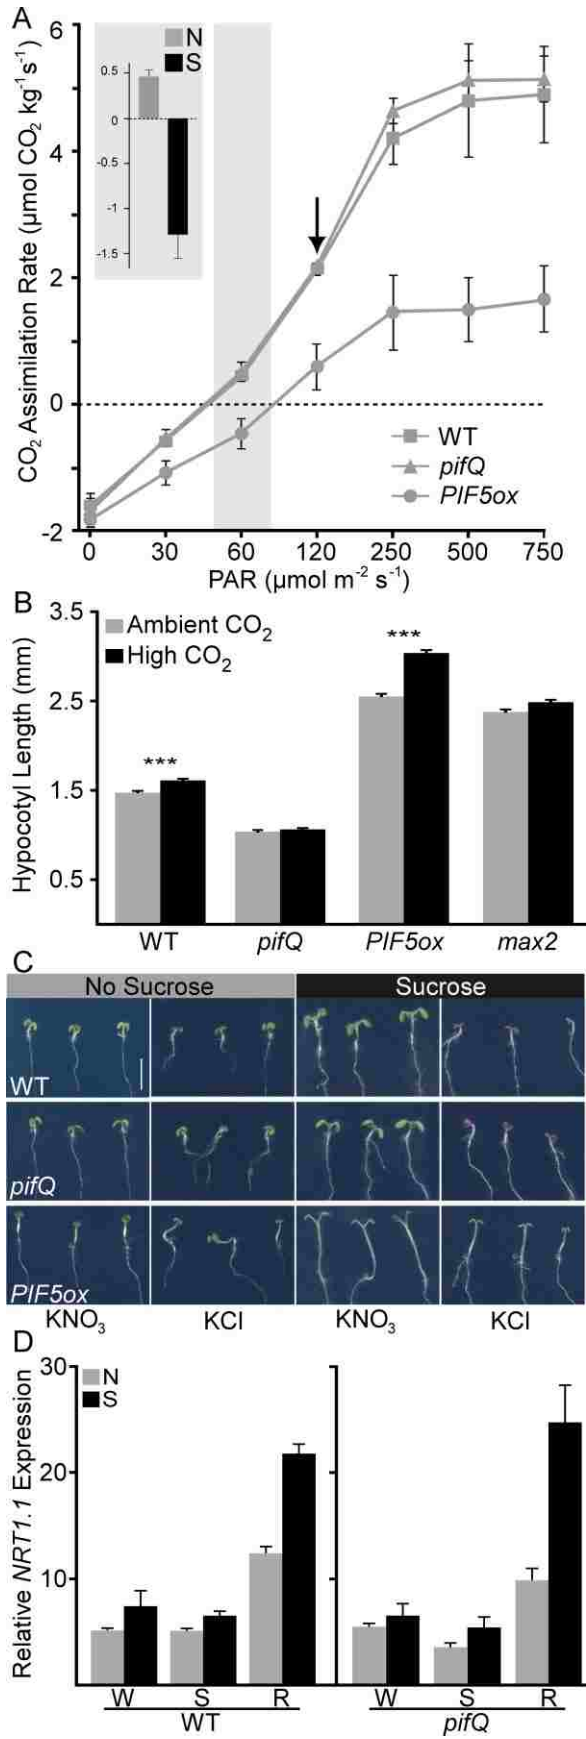 A
CO2 Assimilation Rate (µmol CO2 kg-1 s-1)
6
4
2
0
-2
N
S
0.5
0
-0.5
-1
-1.5
WT
pifQ
PIF5ox
0 30 60 120 250 500 750
PAR (µmol m-2 s-1)
B
Hypocotyl Length (mm)
3.5
2.5
1.5
0.5
Ambient CO2
High CO2
***
***
WT pifQ PIF5ox max2
C
No Sucrose Sucrose
WT
pifQ
PIF5ox
KNO3 KCl KNO3 KCl
D
Relative NRT1.1 Expression
30
20
10
N
S
W S R W S R
WT pifQ